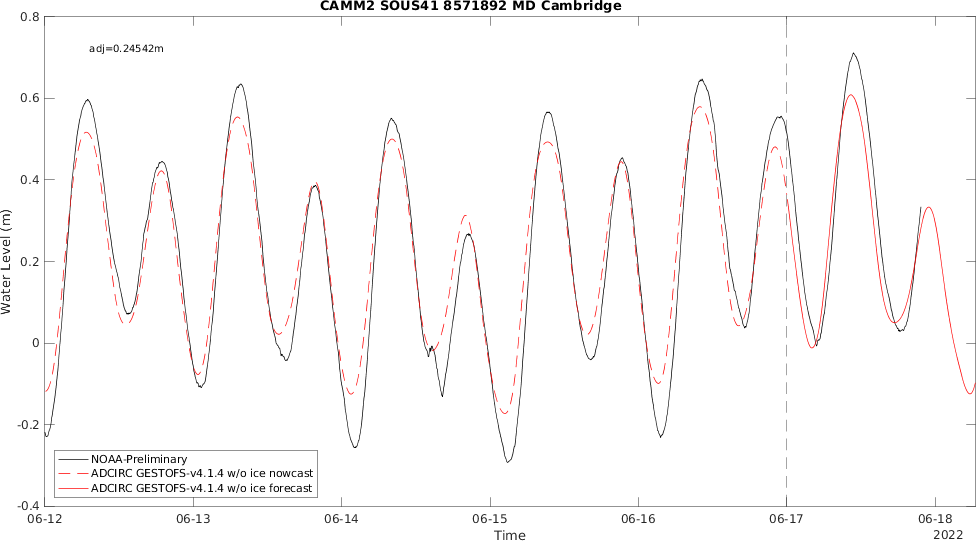 CAMM2 SOUS41 8571892 MD Cambridge
adj=0.24542m
0.8
0.6
0.4
0.2
0
-0.2
-0.4
Water Level (m)
NOAA-Preliminary
ADCIRC GESTOFS-v4.1.4 w/o ice nowcast
ADCIRC GESTOFS-v4.1.4 w/o ice forecast
06-12
06-13
06-14
06-15
06-16
06-17
06-18
Time
2022